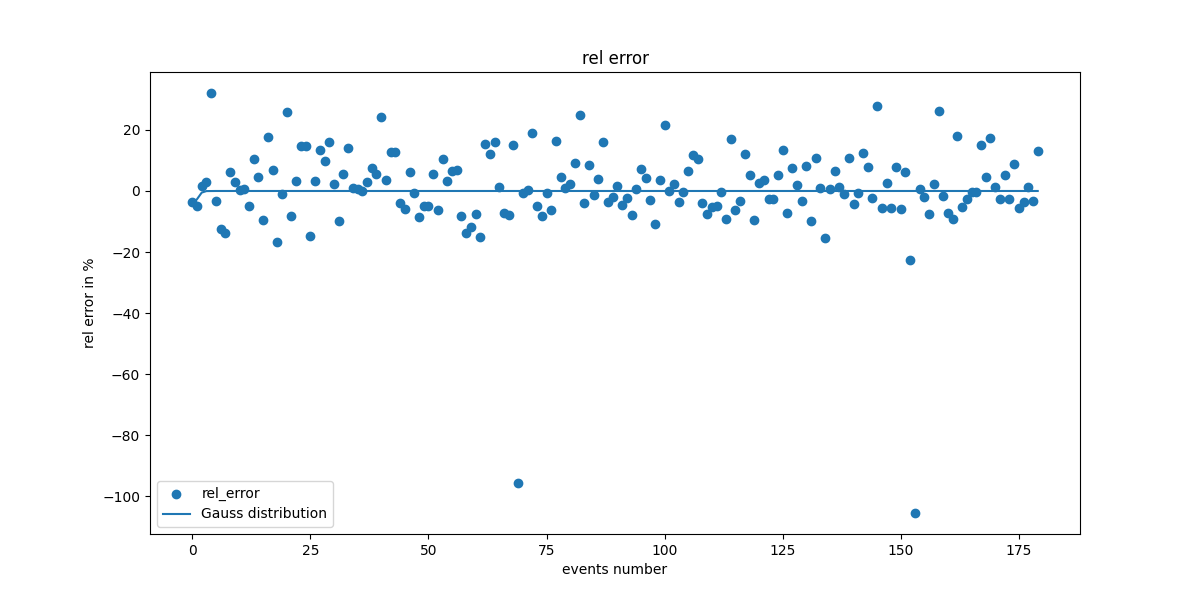 rel error
rel error in %
20
0
−20
−40
−60
−80
−100
rel_error
Gauss distribution
0 25 50 75 100 125 150 175
events number